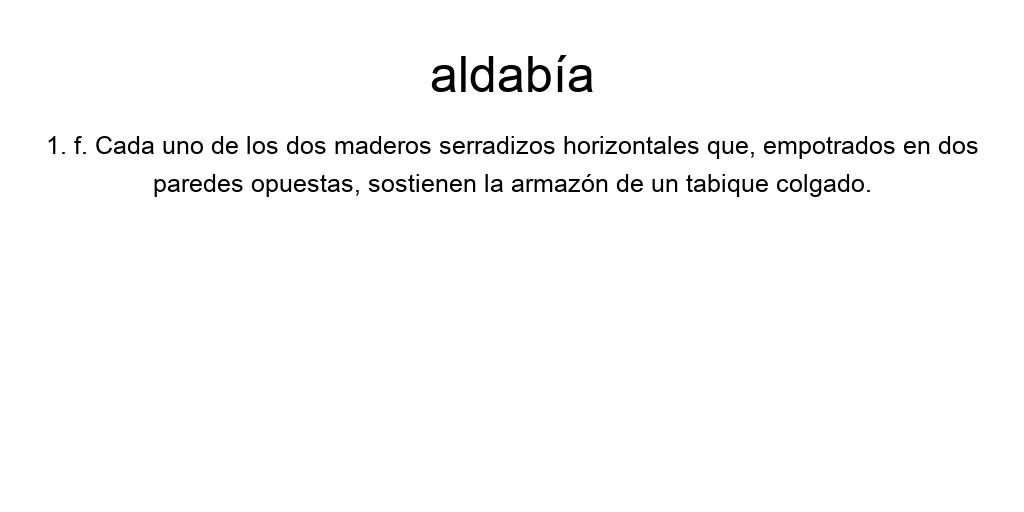 aldabía
1. f. Cada uno de los dos maderos serradizos horizontales que, empotrados en dos
paredes opuestas, sostienen la armazón de un tabique colgado.